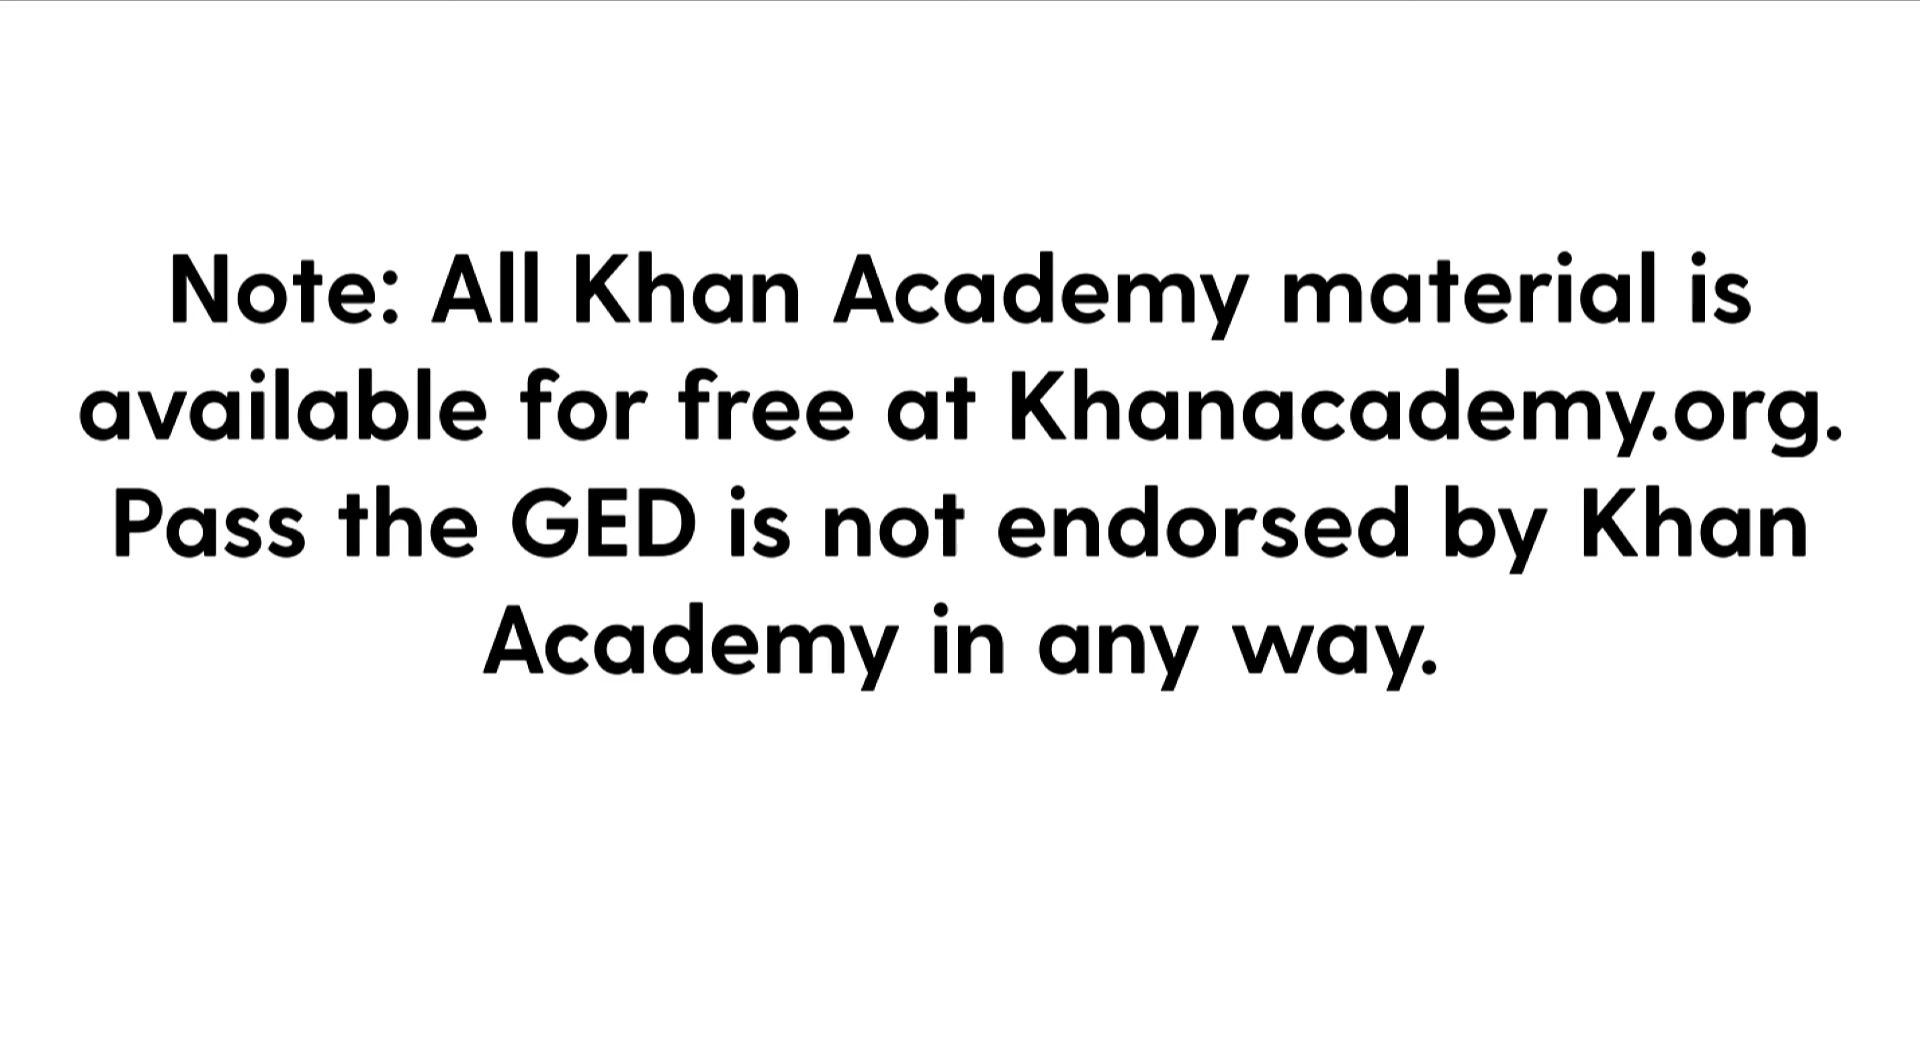 Note: All Khan Academy material is
available for free at Khanacademy.org.
Pass the GED is not endorsed by Khan
Academy in any way.